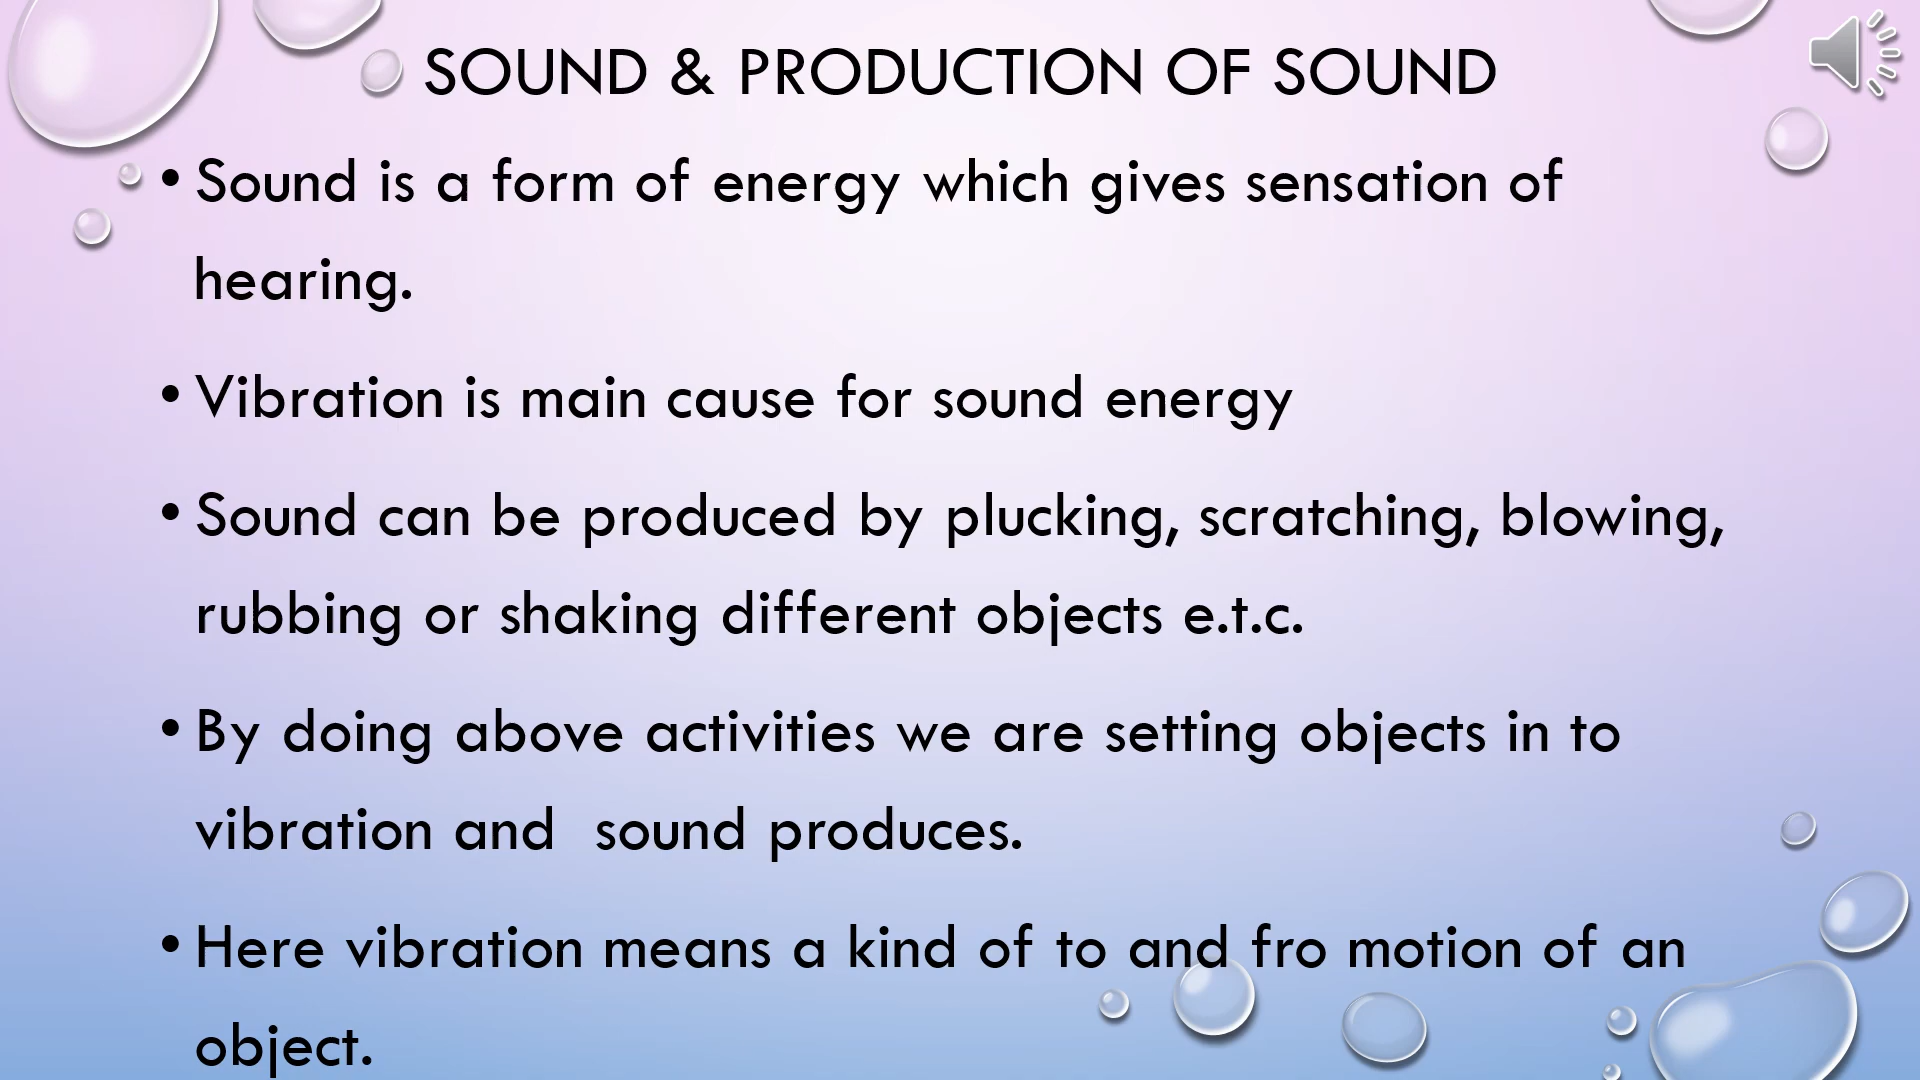 SOUND & PRODUCTION OF SOUND
• Sound is a form of energy which gives sensation of
hearing.
• Vibration is main cause for sound energy
• Sound can be produced by plucking, scratching, blowing,
rubbing or shaking different objects e.t.c.
• By doing above activities we are setting objects in to
vibration and  sound produces.
• Here vibration means a kind of to and fro motion of an
object.